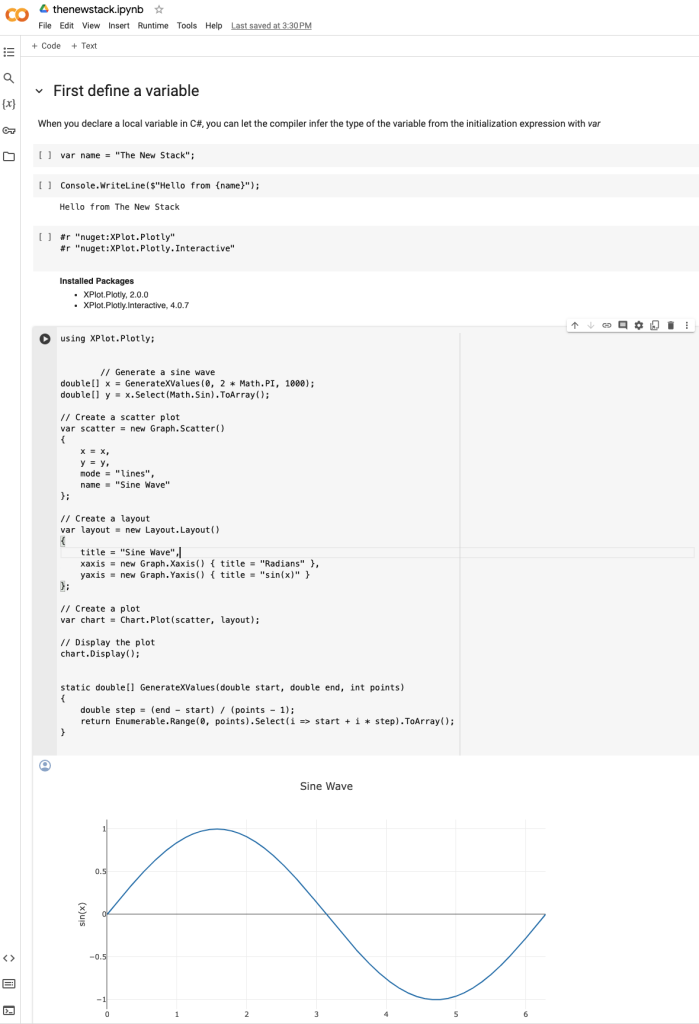 CO thenewstack.ipynb
File Edit View Insert Runtime Tools Help Last saved at 3:30 PM
+ Code + Text
First define a variable
{x}
When you declare a local variable in C#, you can let the compiler infer the type of the variable from the initialization expression with var
[ ] var name = "The New Stack";
[ ] Console.WriteLine($"Hello from {name}");
Hello from The New Stack
[ ] #r "nuget:XPlot.Plotly"
#r "nuget:XPlot.Plotly.Interactive"
Installed Packages
• XPlot.Plotly, 2.0.0
• XPlot.Plotly.Interactive, 4.0.7
using XPlot.Plotly;
// Generate a sine wave
double[] x = GenerateXValues(0, 2 * Math.PI, 1000);
double[] y = x.Select(Math.Sin).ToArray();
// Create a scatter plot
var scatter = new Graph.Scatter()
{
x = x,
y = y,
mode = "lines",
name = "Sine Wave"
};
// Create a layout
var layout = new Layout.Layout()
{
title = "Sine Wave",
xaxis = new Graph.Xaxis() { title = "Radians" },
yaxis = new Graph.Yaxis() { title = "sin(x)" }
};
// Create a plot
var chart = Chart.Plot(scatter, layout);
// Display the plot
chart.Display();
static double[] GenerateXValues(double start, double end, int points)
{
double step = (end - start) / (points - 1);
return Enumerable.Range(0, points).Select(i => start + i * step).ToArray();
}
Sine Wave
1
0.5
0
−0.5
−1
sin(x)
0 1 2 3 4 5 6